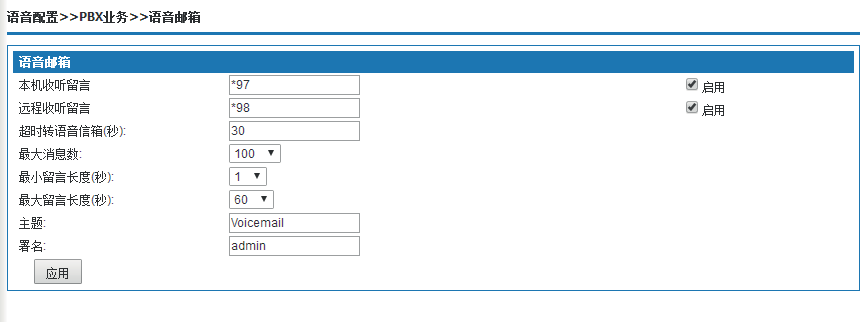 语音配置>>PBX业务>>语音邮箱
语音邮箱
本机收听留言 *97 启用
远程收听留言 *98 启用
超时转语音信箱(秒): 30
最大消息数: 100
最小留言长度(秒): 1
最大留言长度(秒): 60
主题: Voicemail
署名: admin
应用